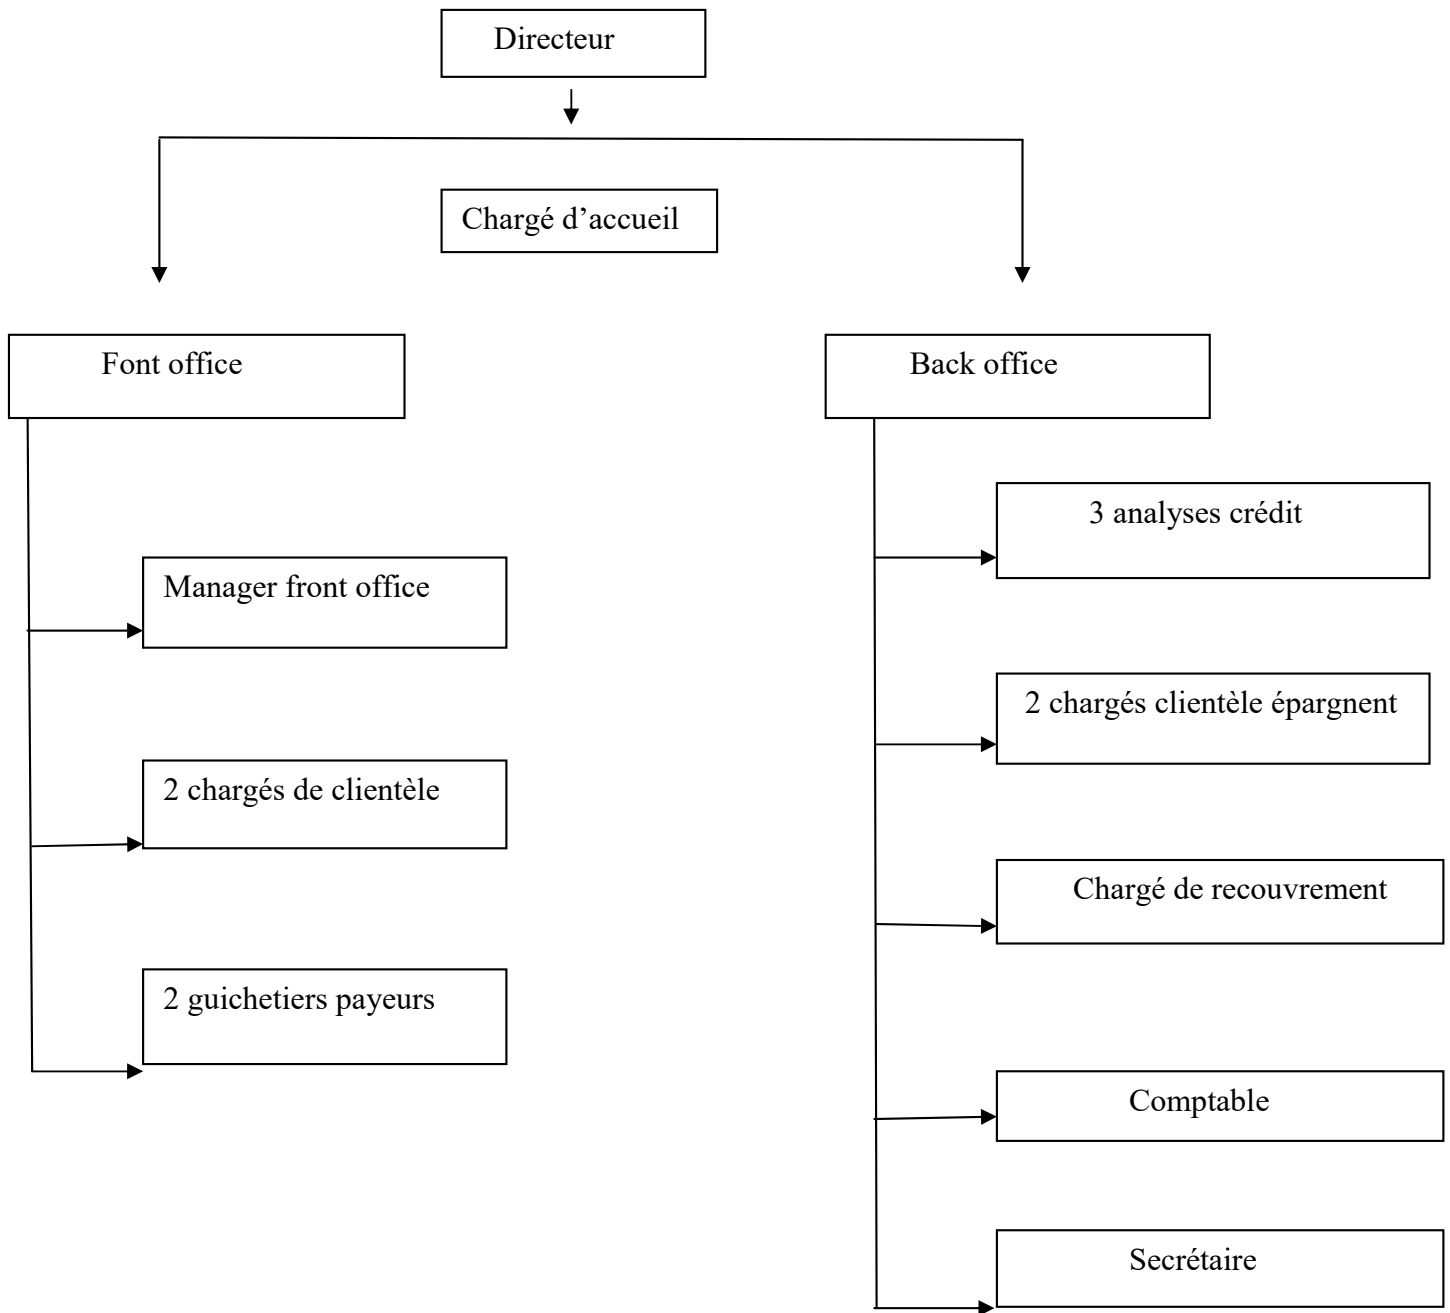 Directeur
Chargé d’accueil
Font office
Back office
3 analyses crédit
Manager front office
2 chargés clientèle épargnent
2 chargés de clientèle
Chargé de recouvrement
2 guichetiers payeurs
Comptable
Secrétaire